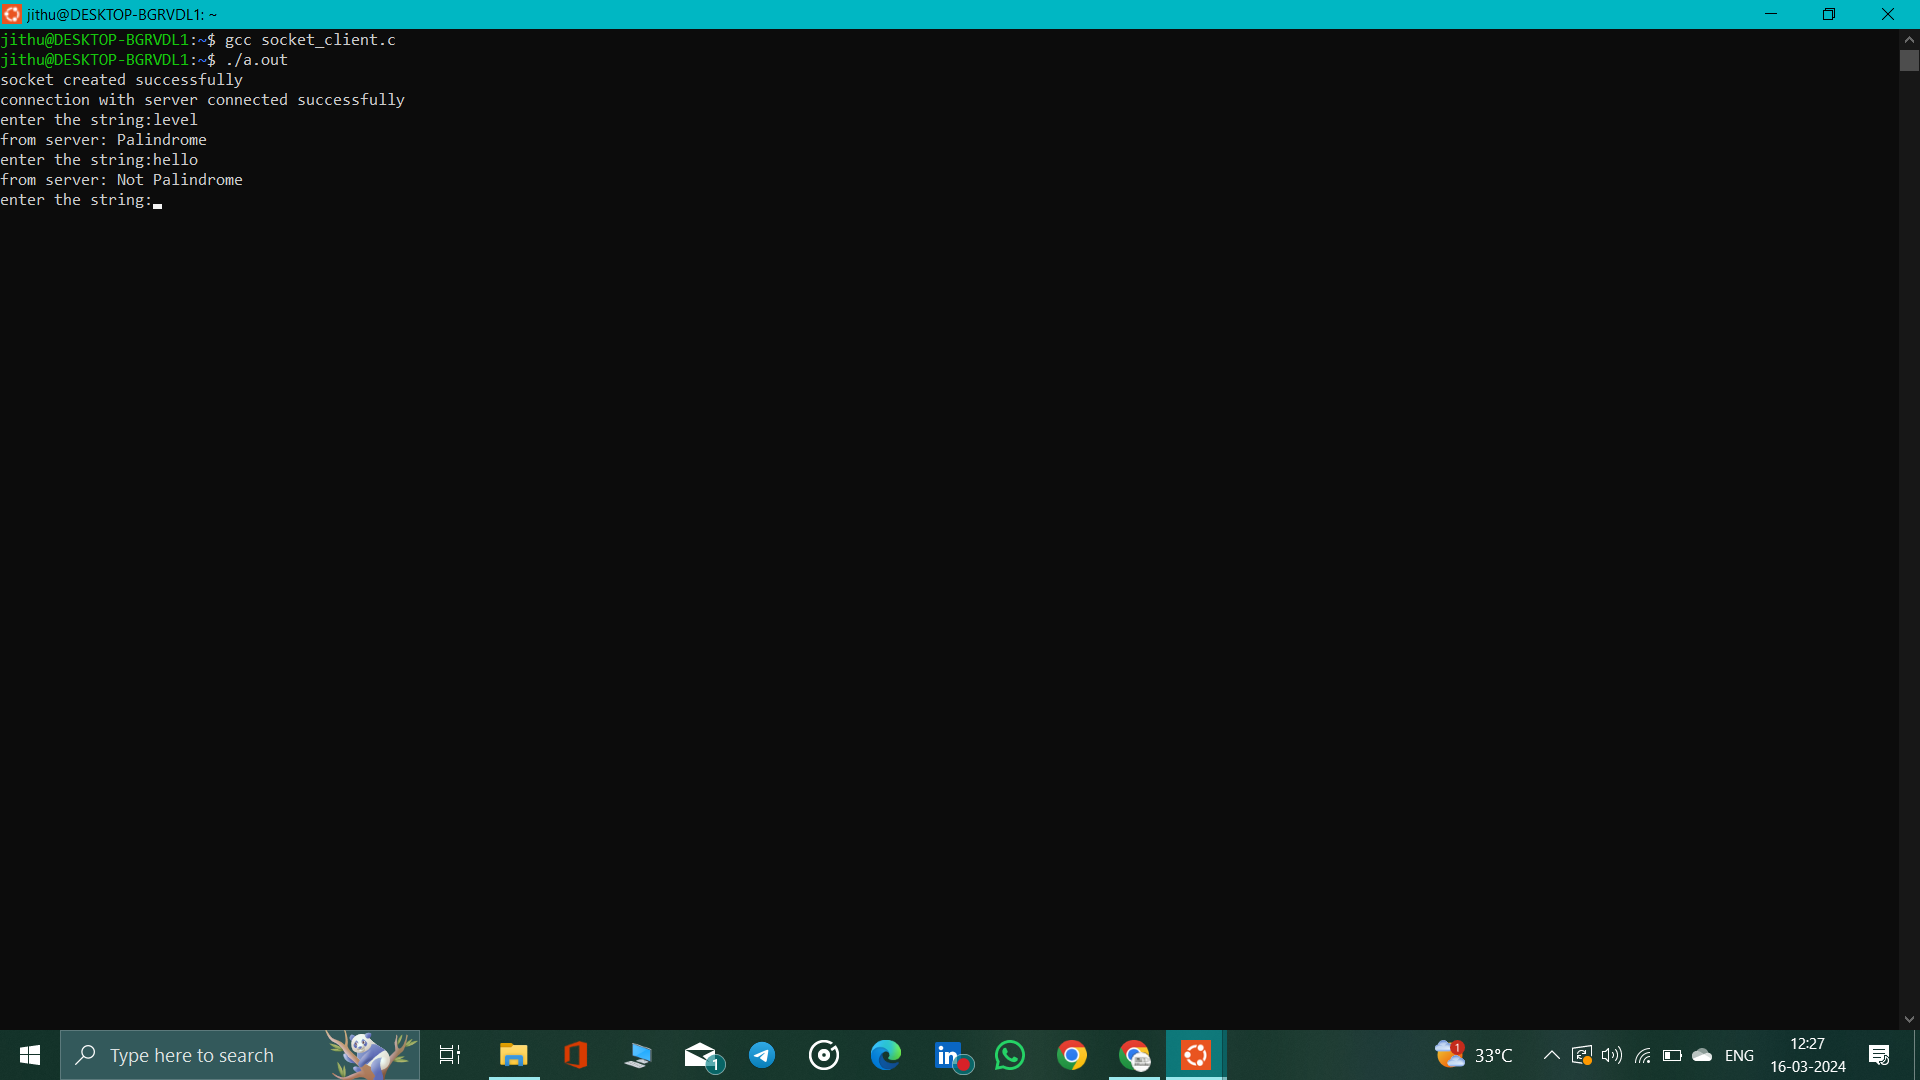 jithu@DESKTOP-BGRVDL1: ~
jithu@DESKTOP-BGRVDL1:~$ gcc socket_client.c
jithu@DESKTOP-BGRVDL1:~$ ./a.out
socket created successfully
connection with server connected successfully
enter the string:level
from server: Palindrome
enter the string:hello
from server: Not Palindrome
enter the string:
Type here to search
1
in
1
33°C
ENG
12:27
16-03-2024